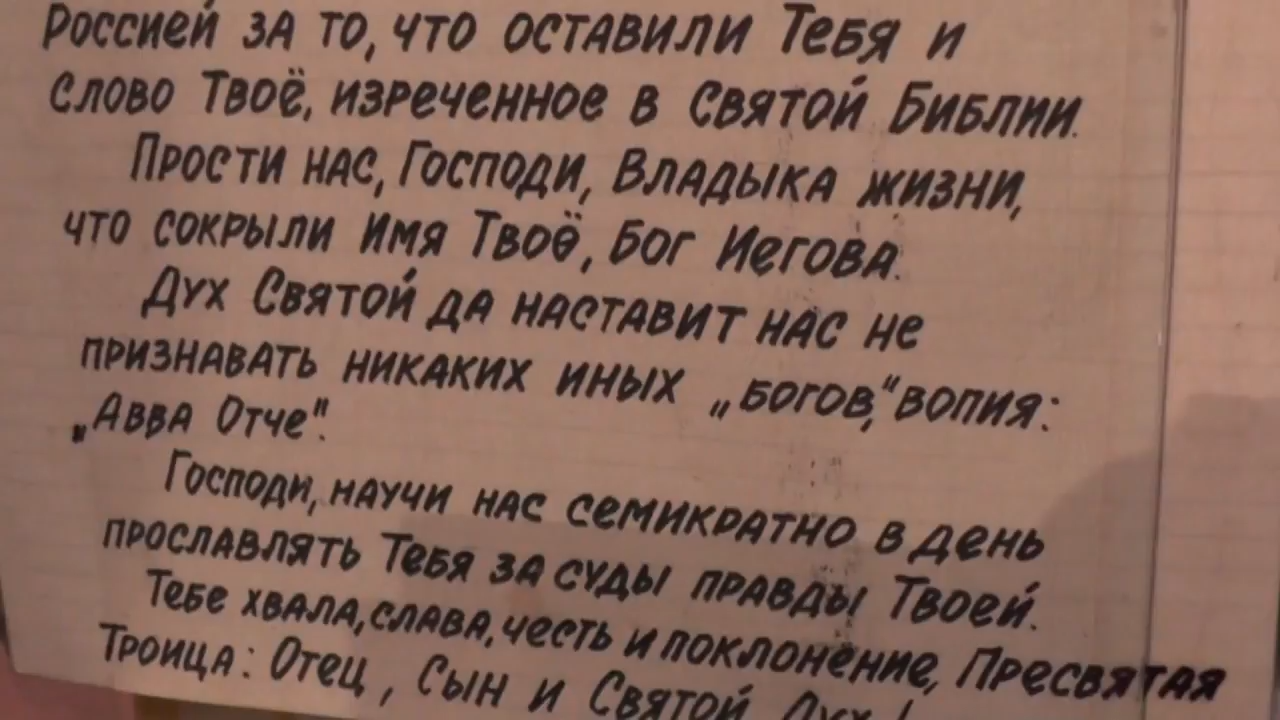 Россией за то, что оставили Тебя и
Слово Твоё, изреченное в Святой Библии.
Прости нас, Господи, Владыка жизни,
что сокрыли Имя Твоё, Бог Иегова.
Дух Святой да наставит нас не
признавать никаких иных „богов,“ вопия:
„Авва Отче".
Господи, научи нас семикратно в день
прославлять Тебя за суды правды Твоей.
Тебе хвала, слава, честь и поклонение, Пресвятая
Троица: Отец, Сын и Святой Дух!